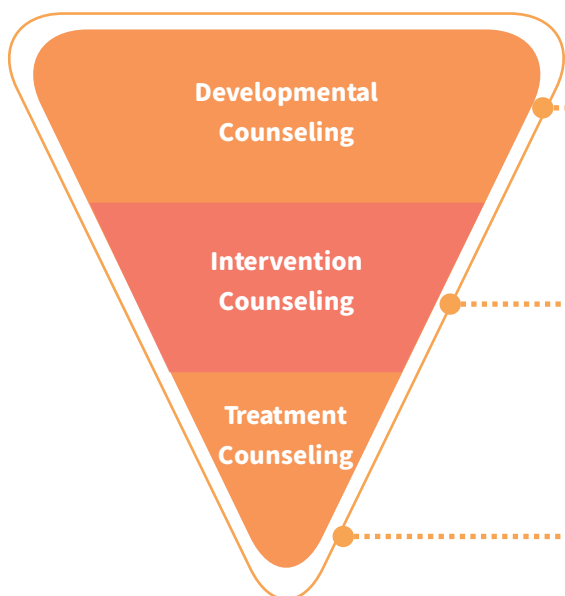 Developmental
Counseling
Intervention
Counseling
Treatment
Counseling